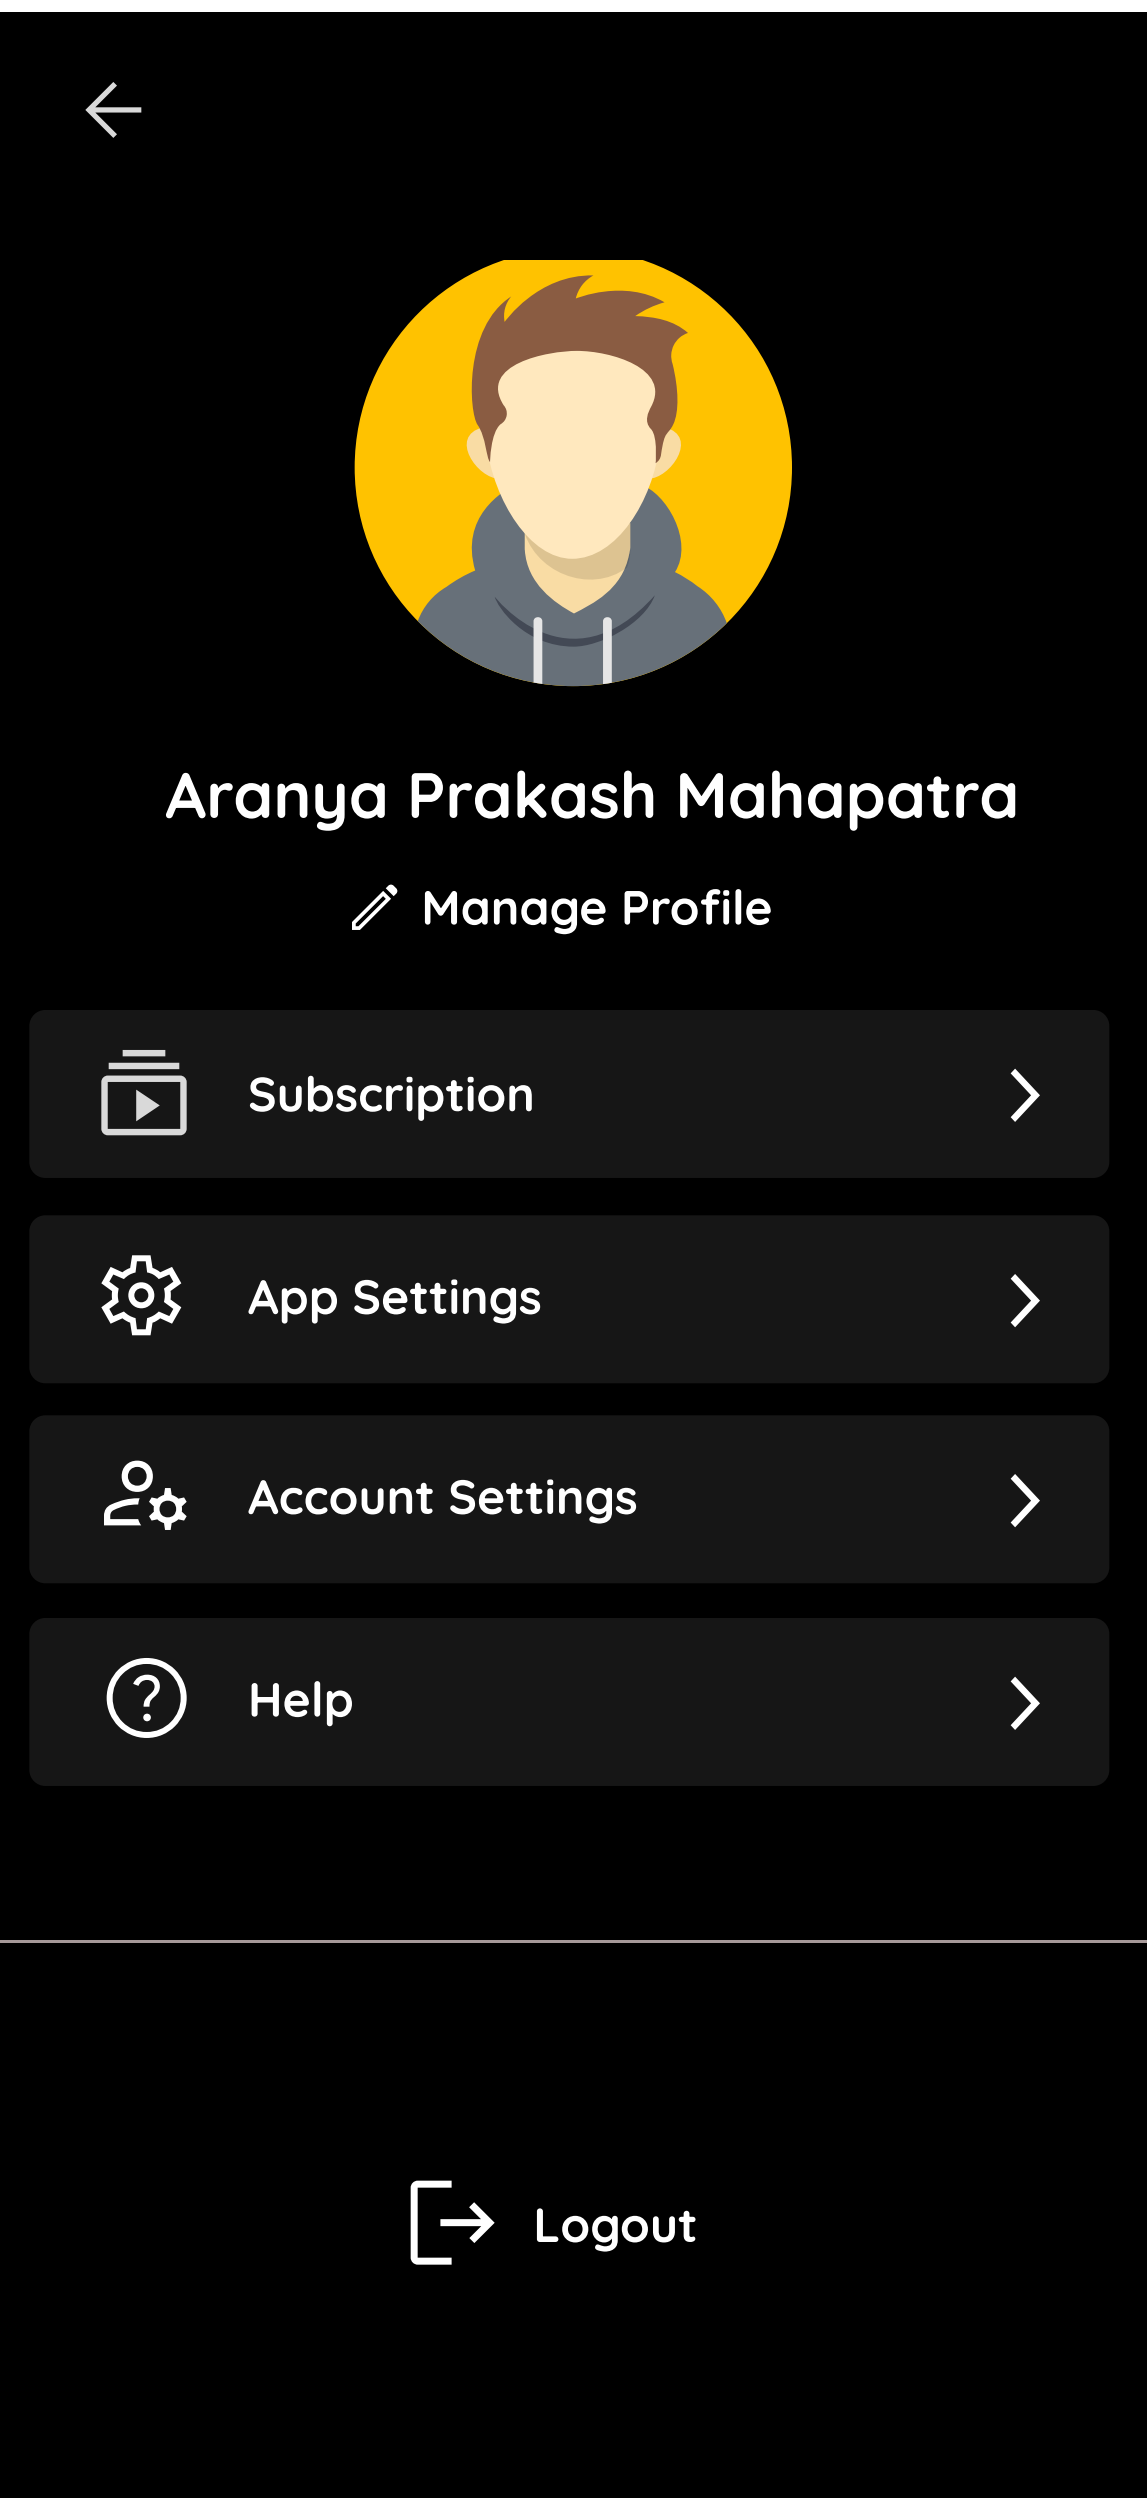 Aranya Prakash Mahapatra
Manage Profile
Subscription
App Settings
Account Settings
Help
Logout